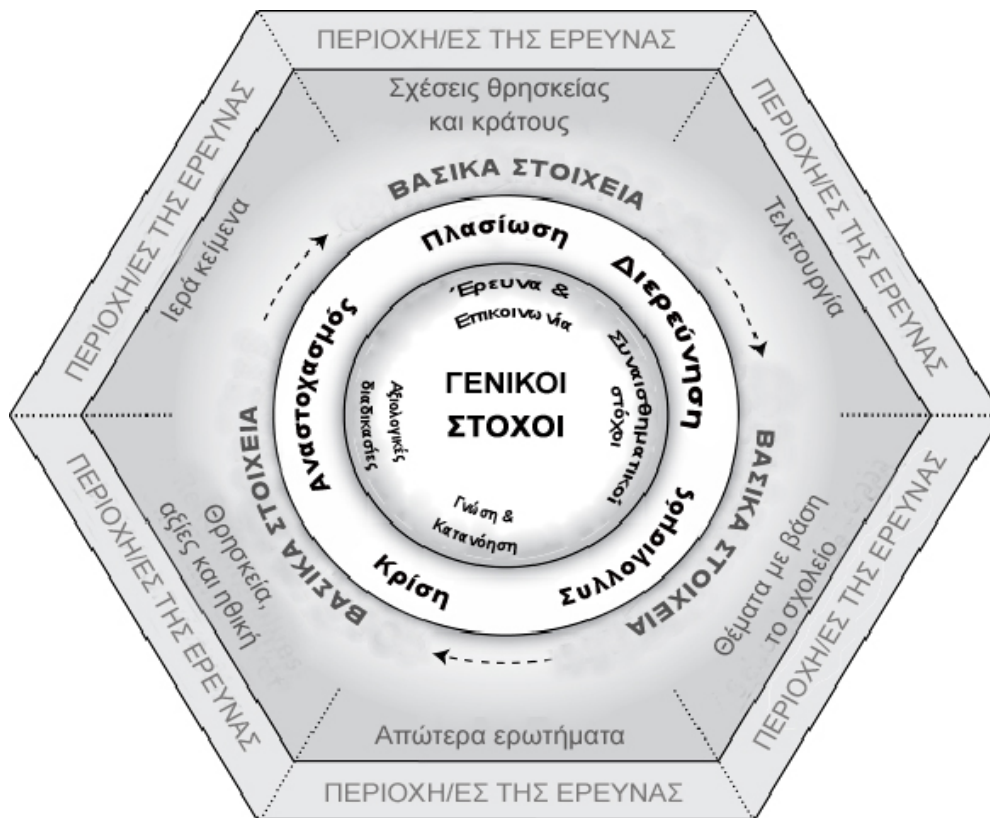 ΠΕΡΙΟΧΗ/ΕΣ ΤΗΣ ΕΡΕΥΝΑΣ
Σχέσεις θρησκείας
και κράτους
ΠΕΡΙΟΧΗ/ΕΣ ΤΗΣ ΕΡΕΥΝΑΣ
Τελετουργία
ΠΕΡΙΟΧΗ/ΕΣ ΤΗΣ ΕΡΕΥΝΑΣ
Θέματα με βάση
το σχολείο
ΠΕΡΙΟΧΗ/ΕΣ ΤΗΣ ΕΡΕΥΝΑΣ
Απώτερα ερωτήματα
ΠΕΡΙΟΧΗ/ΕΣ ΤΗΣ ΕΡΕΥΝΑΣ
Θρησκεία,
αξίες και ηθική
ΠΕΡΙΟΧΗ/ΕΣ ΤΗΣ ΕΡΕΥΝΑΣ
Ιερά κείμενα
ΒΑΣΙΚΑ ΣΤΟΙΧΕΙΑ
ΒΑΣΙΚΑ ΣΤΟΙΧΕΙΑ
ΒΑΣΙΚΑ ΣΤΟΙΧΕΙΑ
Πλασίωση
Διερεύνηση
Συλλογισισμός
Κρίση
Αναστοχασμός
Έρευνα &
Επικοινωνία
Συναισθηματικοί
στόχοι
Γνώση &
Κατανόηση
Αξιολογικές
διαδικασίες
ΓΕΝΙΚΟΙ
ΣΤΟΧΟΙ